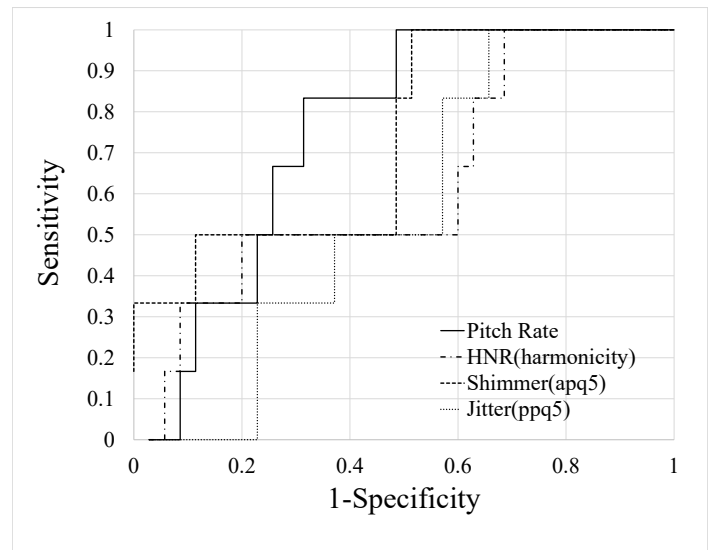 1
0.9
0.8
0.7
0.6
0.5
0.4
0.3
0.2
0.1
0
Sensitivity
Pitch Rate
HNR(harmonicity)
Shimmer(apq5)
Jitter(ppq5)
0 0.2 0.4 0.6 0.8 1
1-Specificity